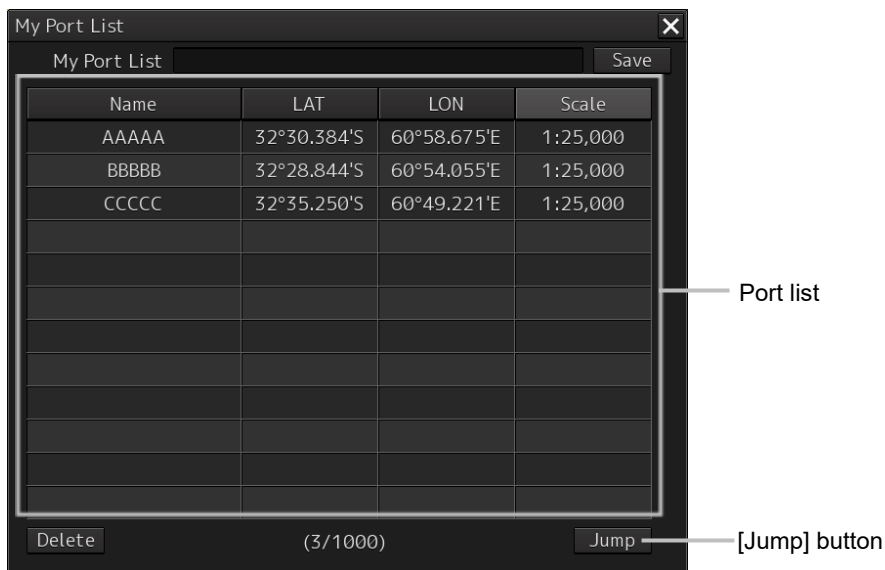 My Port List
My Port List Save
Name LAT LON Scale
AAAAA 32°30.384'S 60°58.675'E 1:25,000
BBBBB 32°28.844'S 60°54.055'E 1:25,000
CCCCC 32°35.250'S 60°49.221'E 1:25,000
Port list
Delete (3/1000) Jump [Jump] button